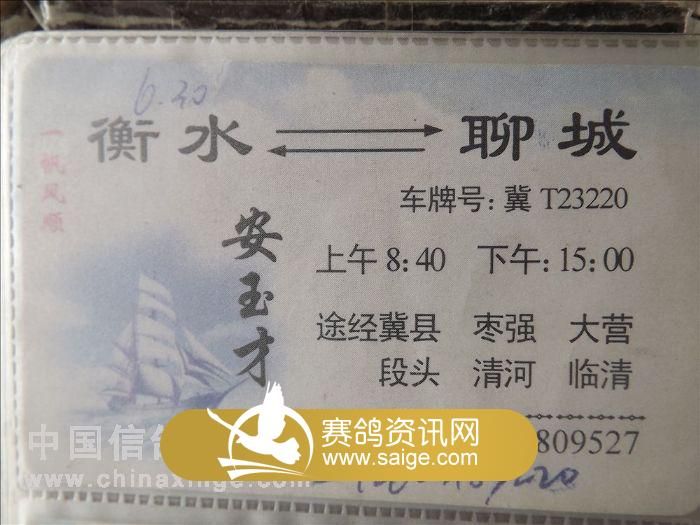 6.20
衡水 聊城
一帆风顺
车牌号: 冀 T23220
安玉才
上午 8: 40 下午: 15: 00
途经冀县 枣强 大营
段头 清河 临清
809527
中国信鸽
赛鸽资讯网
www.saige.com
www.chinaxinge.com